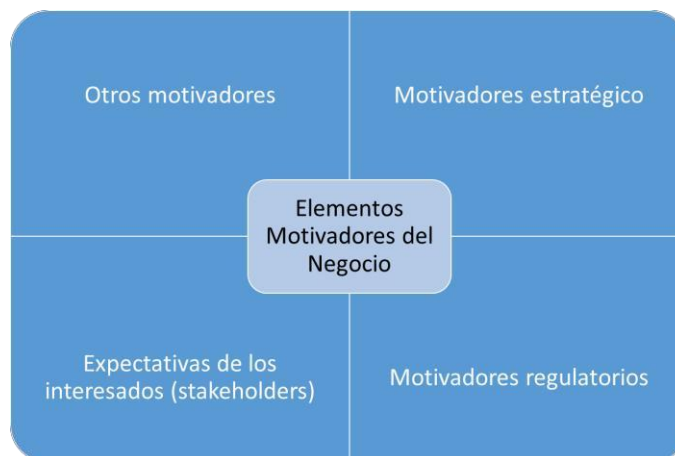 Otros motivadores
Motivadores estratégico
Elementos
Motivadores del
Negocio
Expectativas de los
interesados (stakeholders)
Motivadores regulatorios